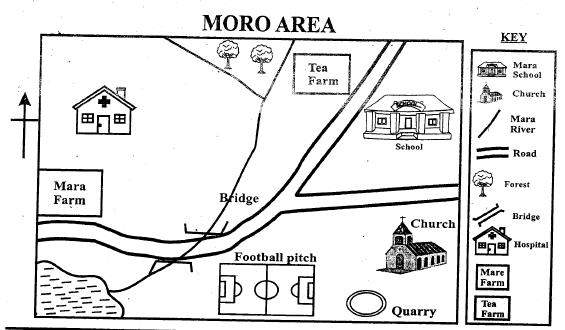 MORO AREA
KEY
Tea
Farm
School
Mara
Farm
Bridge
Church
Football pitch
Quarry
Mara
School
Church
Mara
River
Road
Forest
Bridge
Hospital
Mare
Farm
Tea
Farm